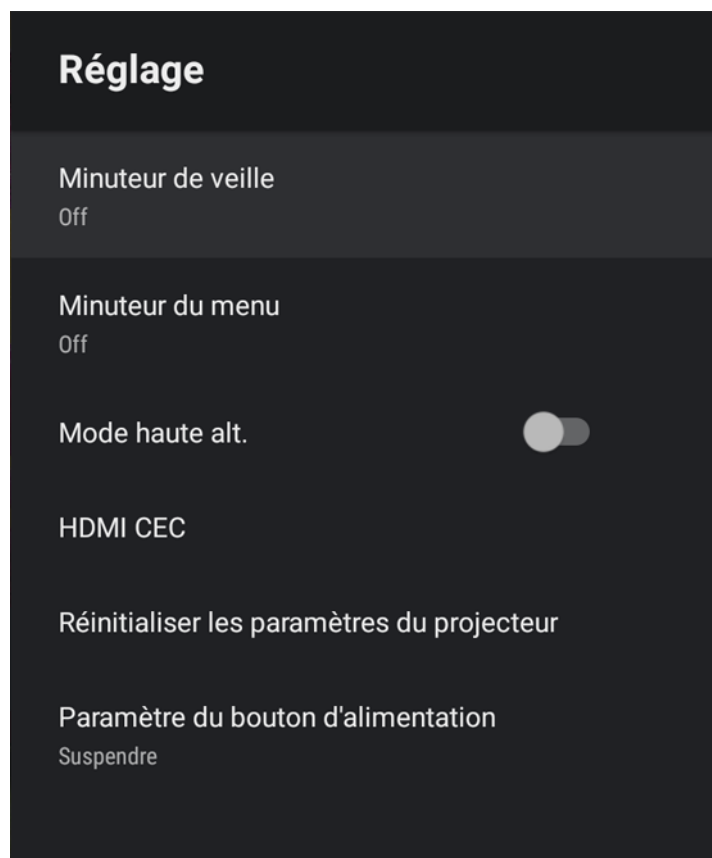 Réglage
Minuteur de veille
Off
Minuteur du menu
Off
Mode haute alt.
HDMI CEC
Réinitialiser les paramètres du projecteur
Paramètre du bouton d'alimentation
Suspendre